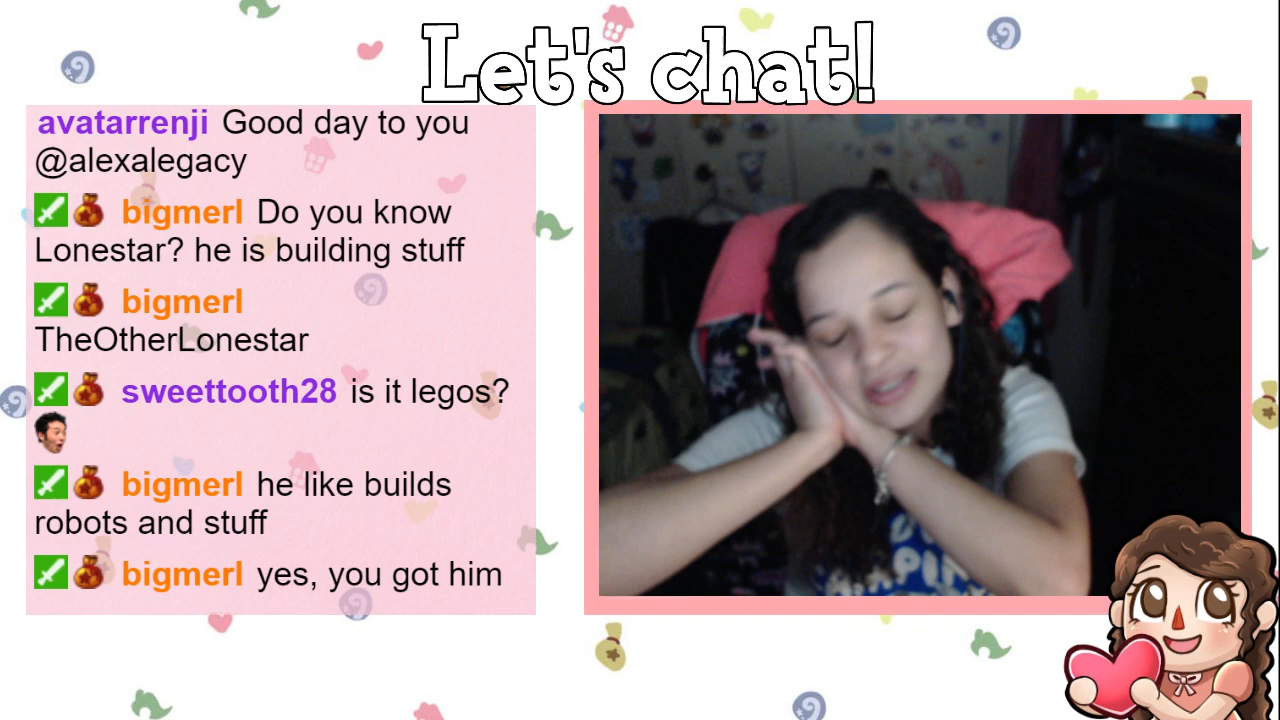 Let's chat!
avatarrenji Good day to you
@alexalegacy
bigmerl Do you know
Lonestar? he is building stuff
bigmerl
TheOtherLonestar
sweettooth28 is it legos?
bigmerl he like builds
robots and stuff
bigmerl yes, you got him